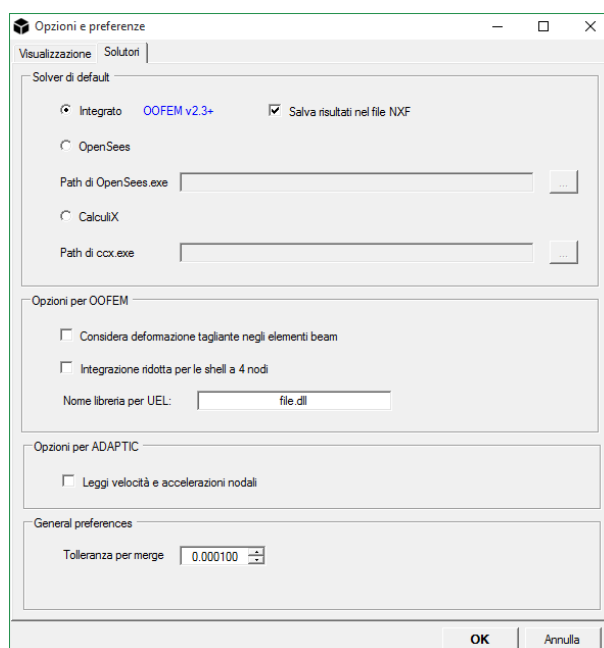 Opzioni e preferenze
Visualizzazione Solutori
Solver di default
Integrato OOFEM v2.3+ Salva risultati nel file NXF
OpenSees
Path di OpenSees.exe ...
CalculiX
Path di ccx.exe ...
Opzioni per OOFEM
Considera deformazione tagliante negli elementi beam
Integrazione ridotta per le shell a 4 nodi
Nome libreria per UEL: file.dll
Opzioni per ADAPTIC
Leggi velocità e accelerazioni nodali
General preferences
Tolleranza per merge 0.000100
OK Annulla